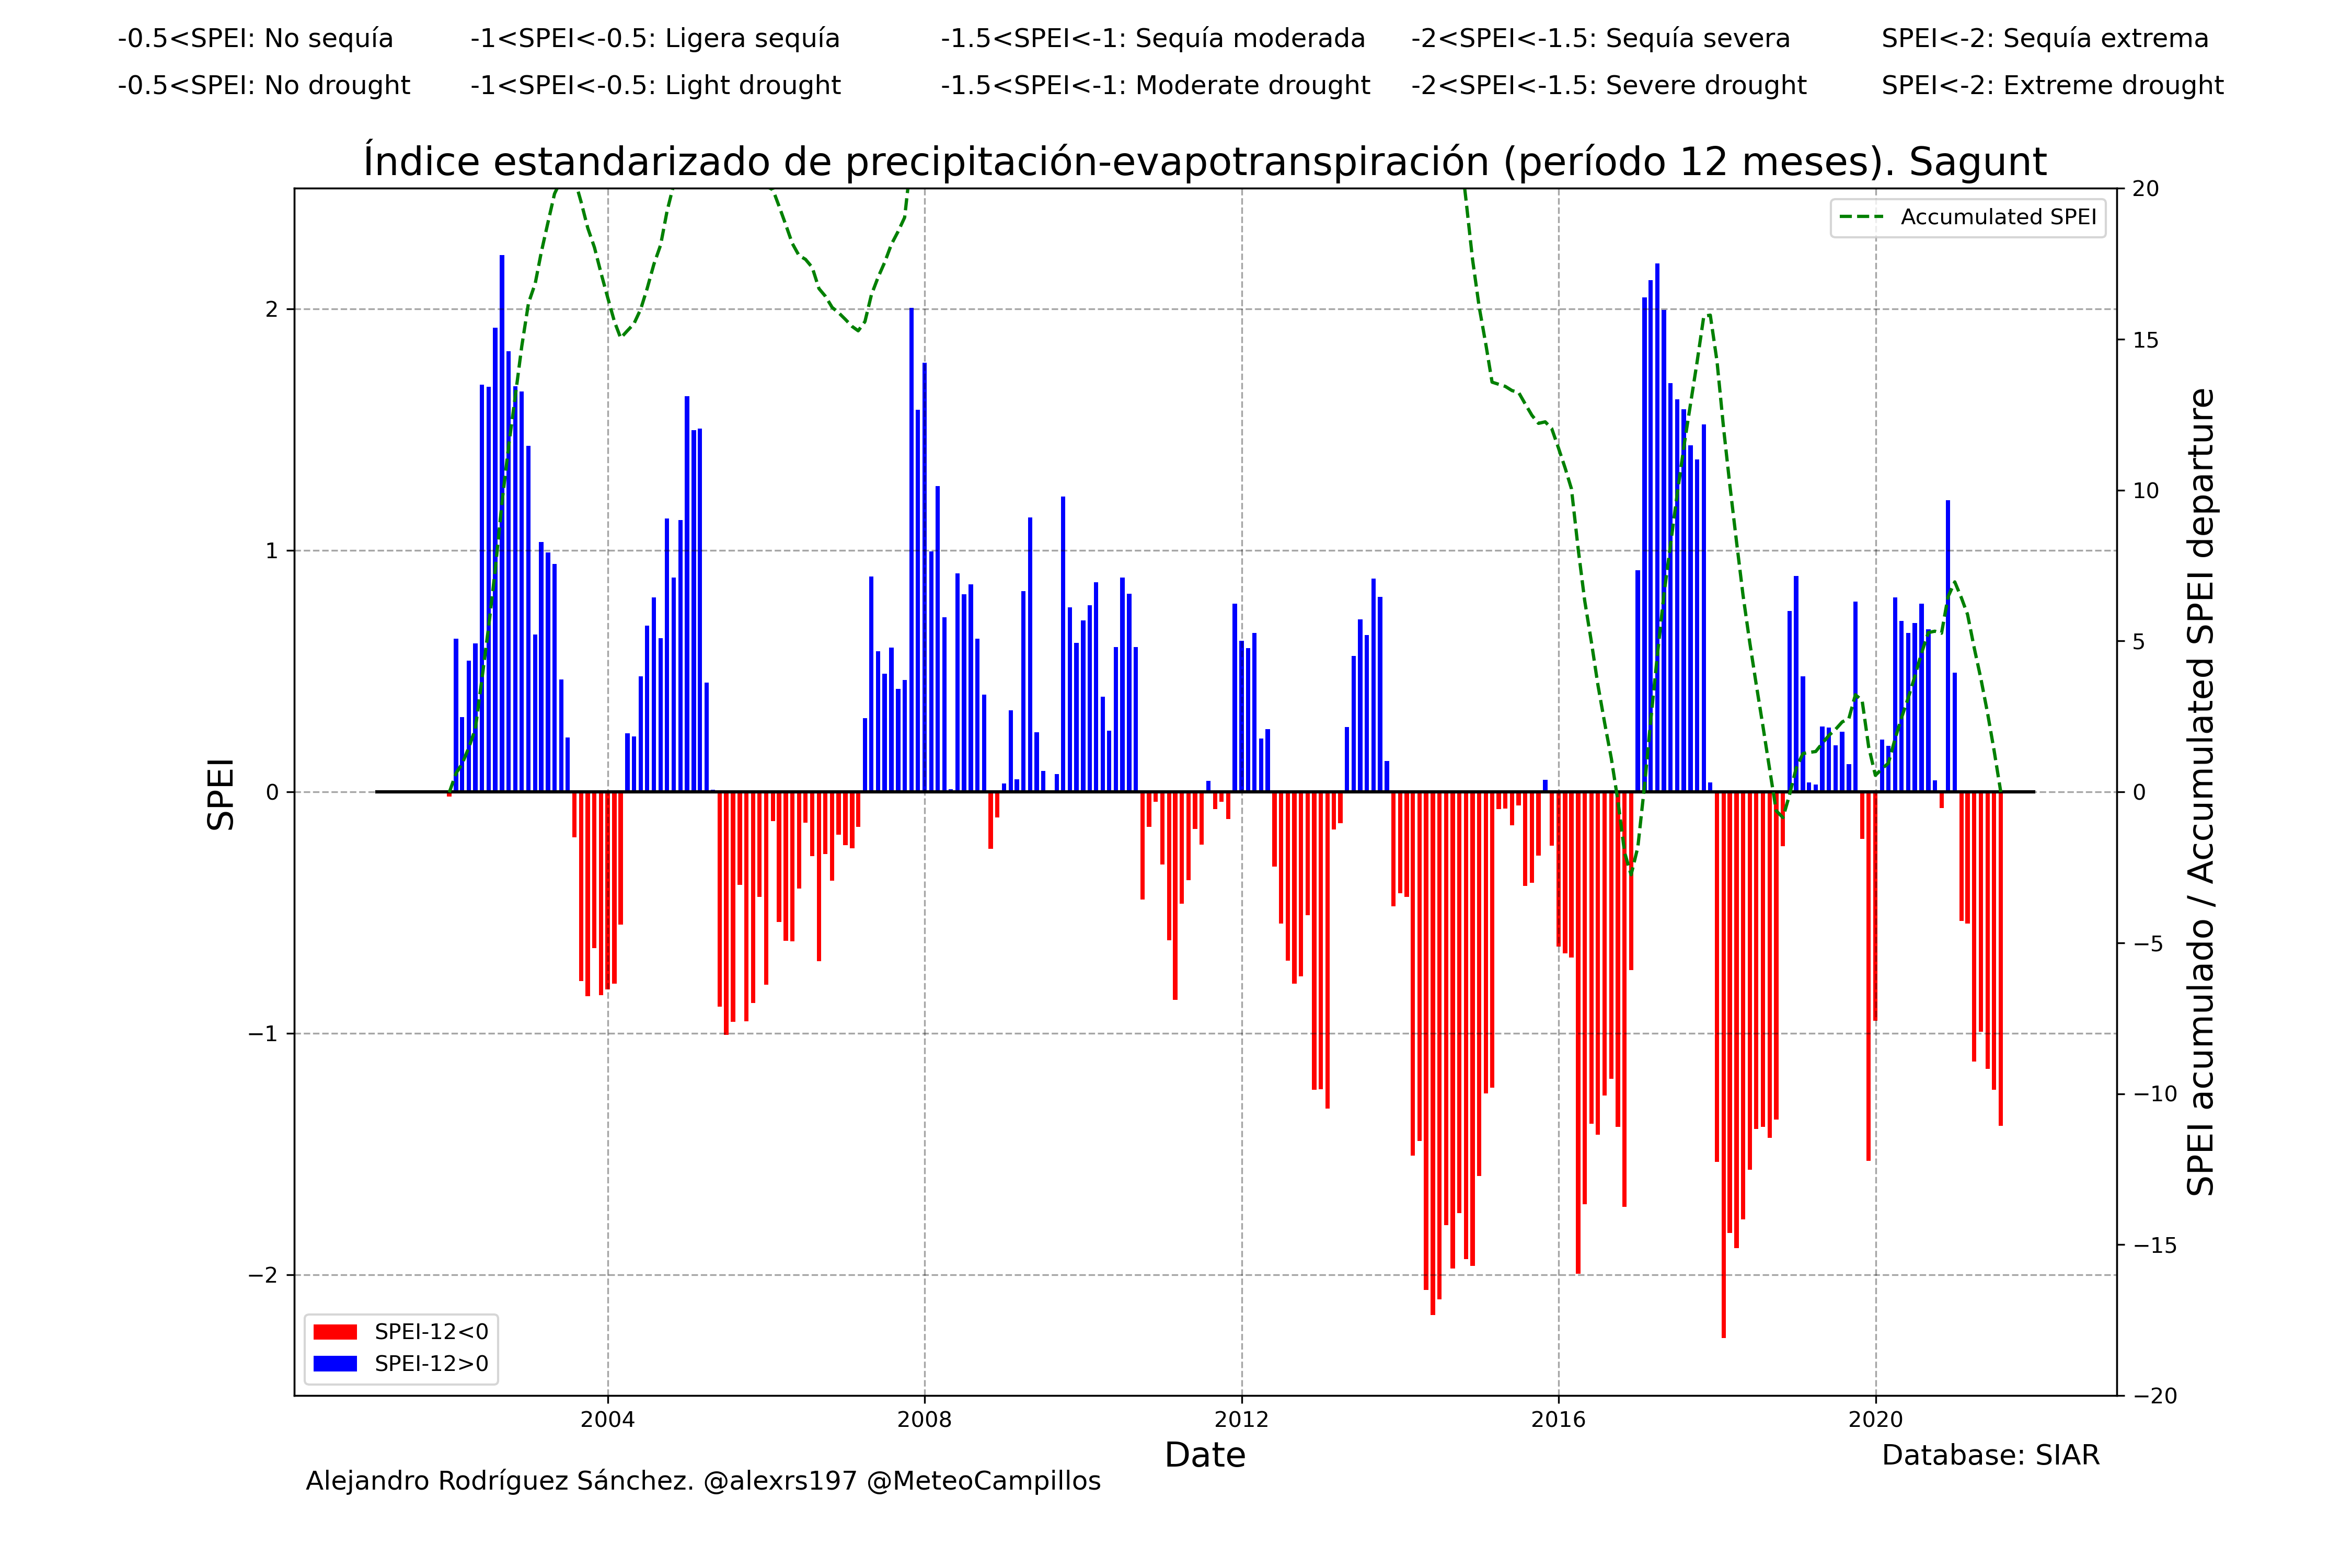 -0.5<SPEI: No sequía -1<SPEI<-0.5: Ligera sequía -1.5<SPEI<-1: Sequía moderada -2<SPEI<-1.5: Sequía severa SPEI<-2: Sequía extrema
-0.5<SPEI: No drought -1<SPEI<-0.5: Light drought -1.5<SPEI<-1: Moderate drought -2<SPEI<-1.5: Severe drought SPEI<-2: Extreme drought
Índice estandarizado de precipitación-evapotranspiración (período 12 meses). Sagunt
Accumulated SPEI
SPEI
2
1
0
−1
−2
20
15
10
5
0
−5
−10
−15
−20
SPEI acumulado / Accumulated SPEI departure
SPEI-12<0
SPEI-12>0
2004 2008 2012 2016 2020
Date
Database: SIAR
Alejandro Rodríguez Sánchez. @alexrs197 @MeteoCampillos